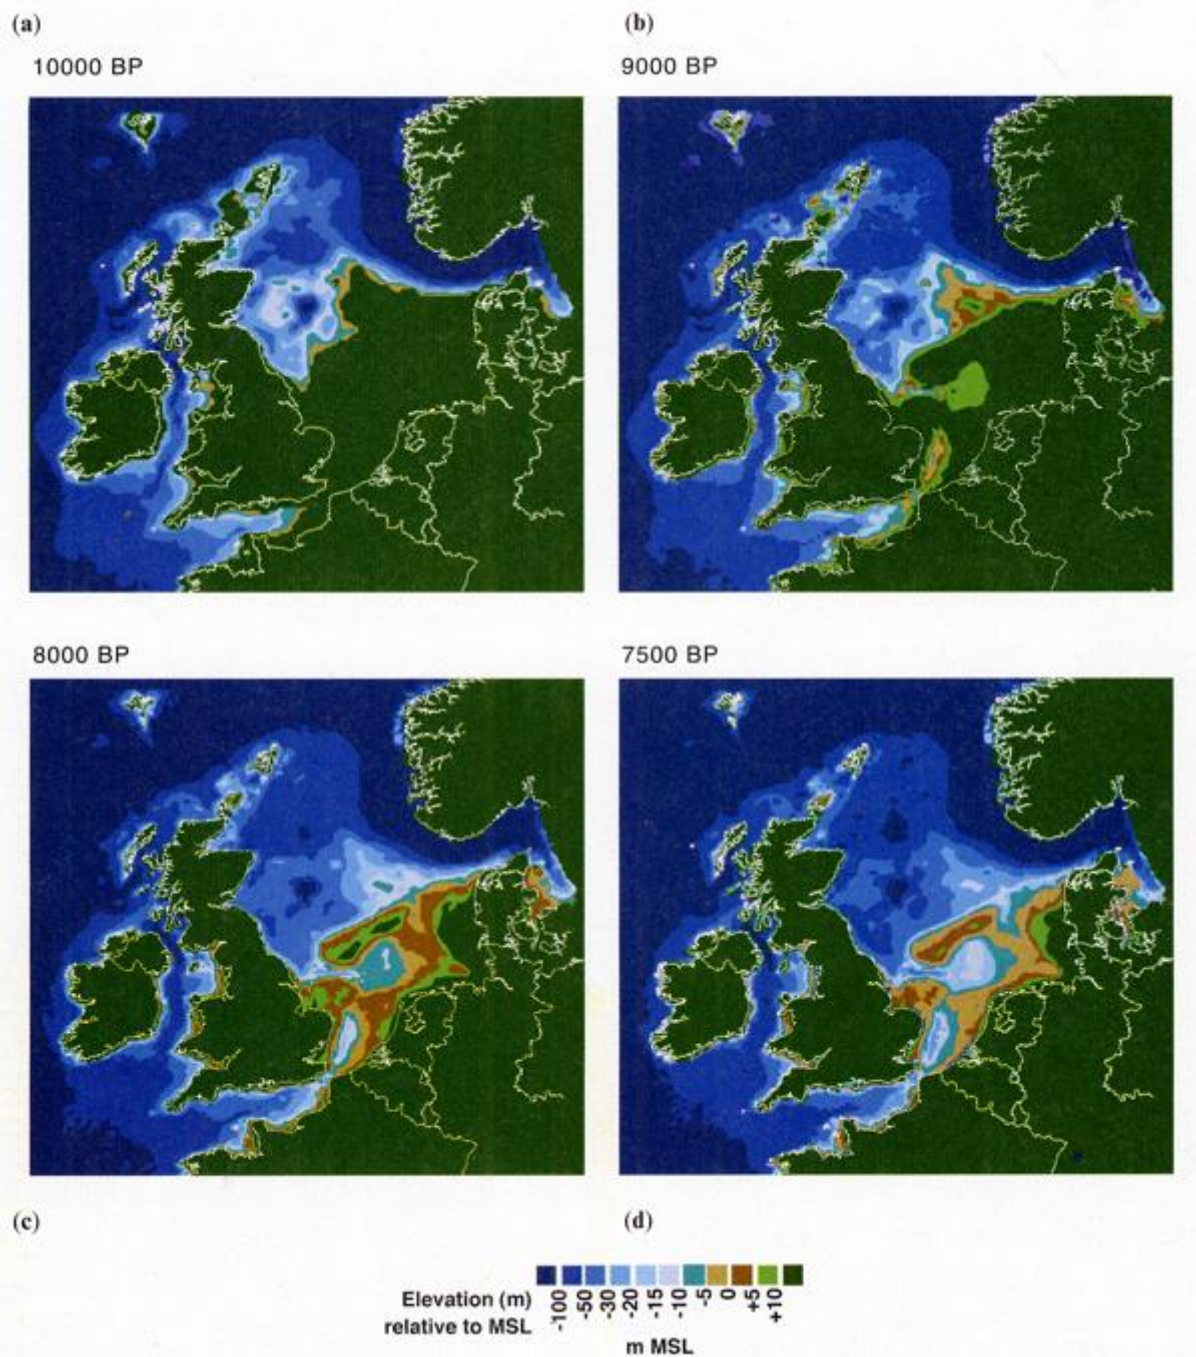 (a)
(b)
10000 BP
9000 BP
8000 BP
7500 BP
(c)
(d)
Elevation (m)
relative to MSL
-100
-50
-30
-20
-15
-10
-5
0
+5
+10
m MSL